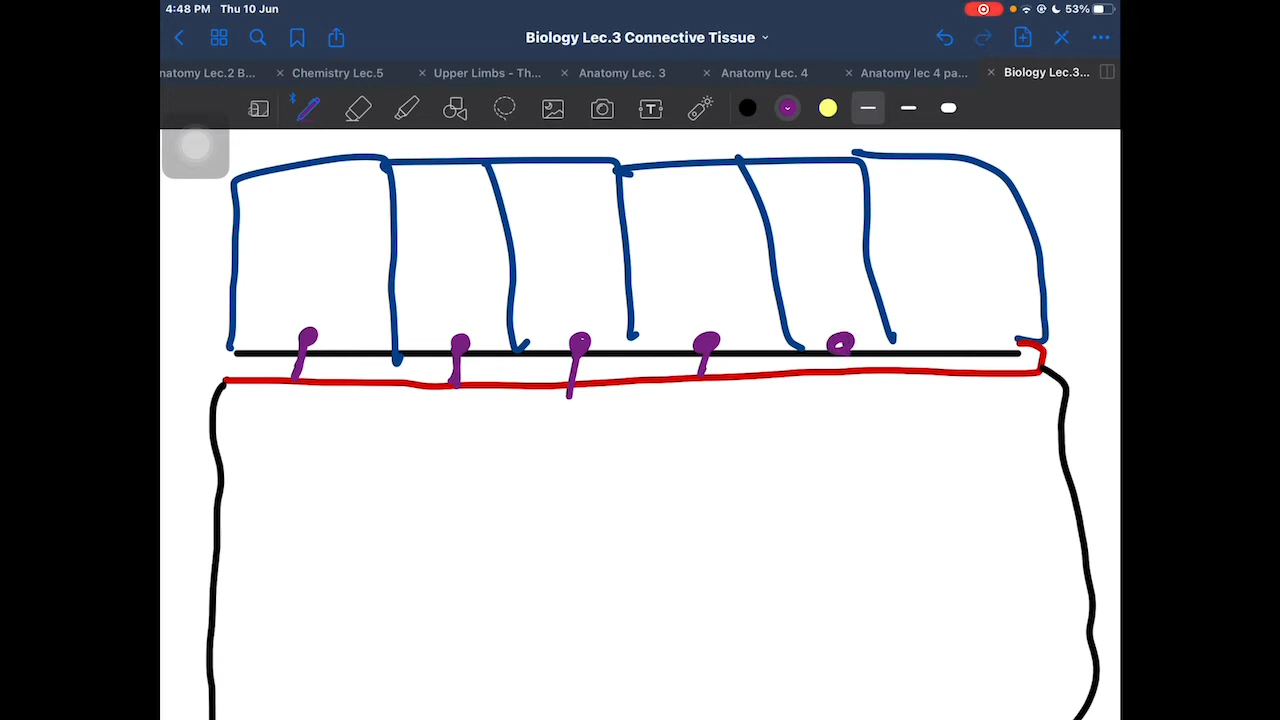 4:48 PM Thu 10 Jun 53%
Biology Lec.3 Connective Tissue
natomy Lec.2 B... Chemistry Lec.5 Upper Limbs - Th... Anatomy Lec. 3 Anatomy Lec. 4 Anatomy lec 4 pa... Biology Lec.3...
T